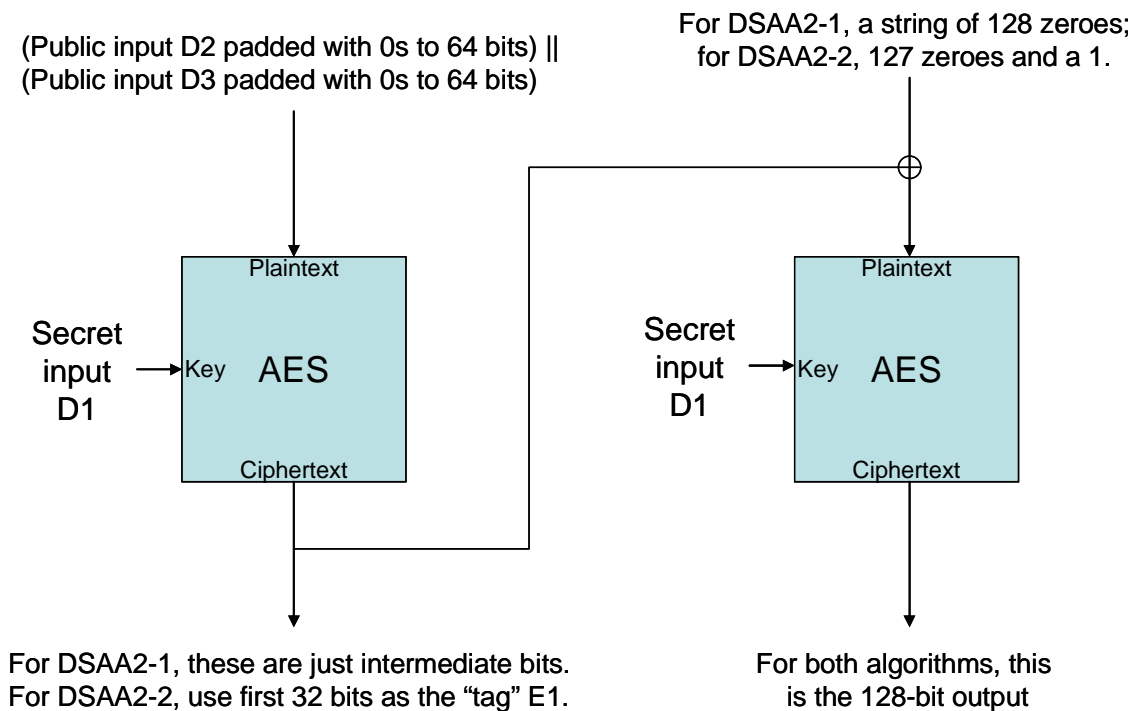 (Public input D2 padded with 0s to 64 bits) ||
(Public input D3 padded with 0s to 64 bits)
For DSAA2-1, a string of 128 zeroes;
for DSAA2-2, 127 zeroes and a 1.
Plaintext
Secret
input
D1
Key
AES
Ciphertext
Plaintext
Secret
input
D1
Key
AES
Ciphertext
For DSAA2-1, these are just intermediate bits.
For DSAA2-2, use first 32 bits as the “tag” E1.
For both algorithms, this
is the 128-bit output